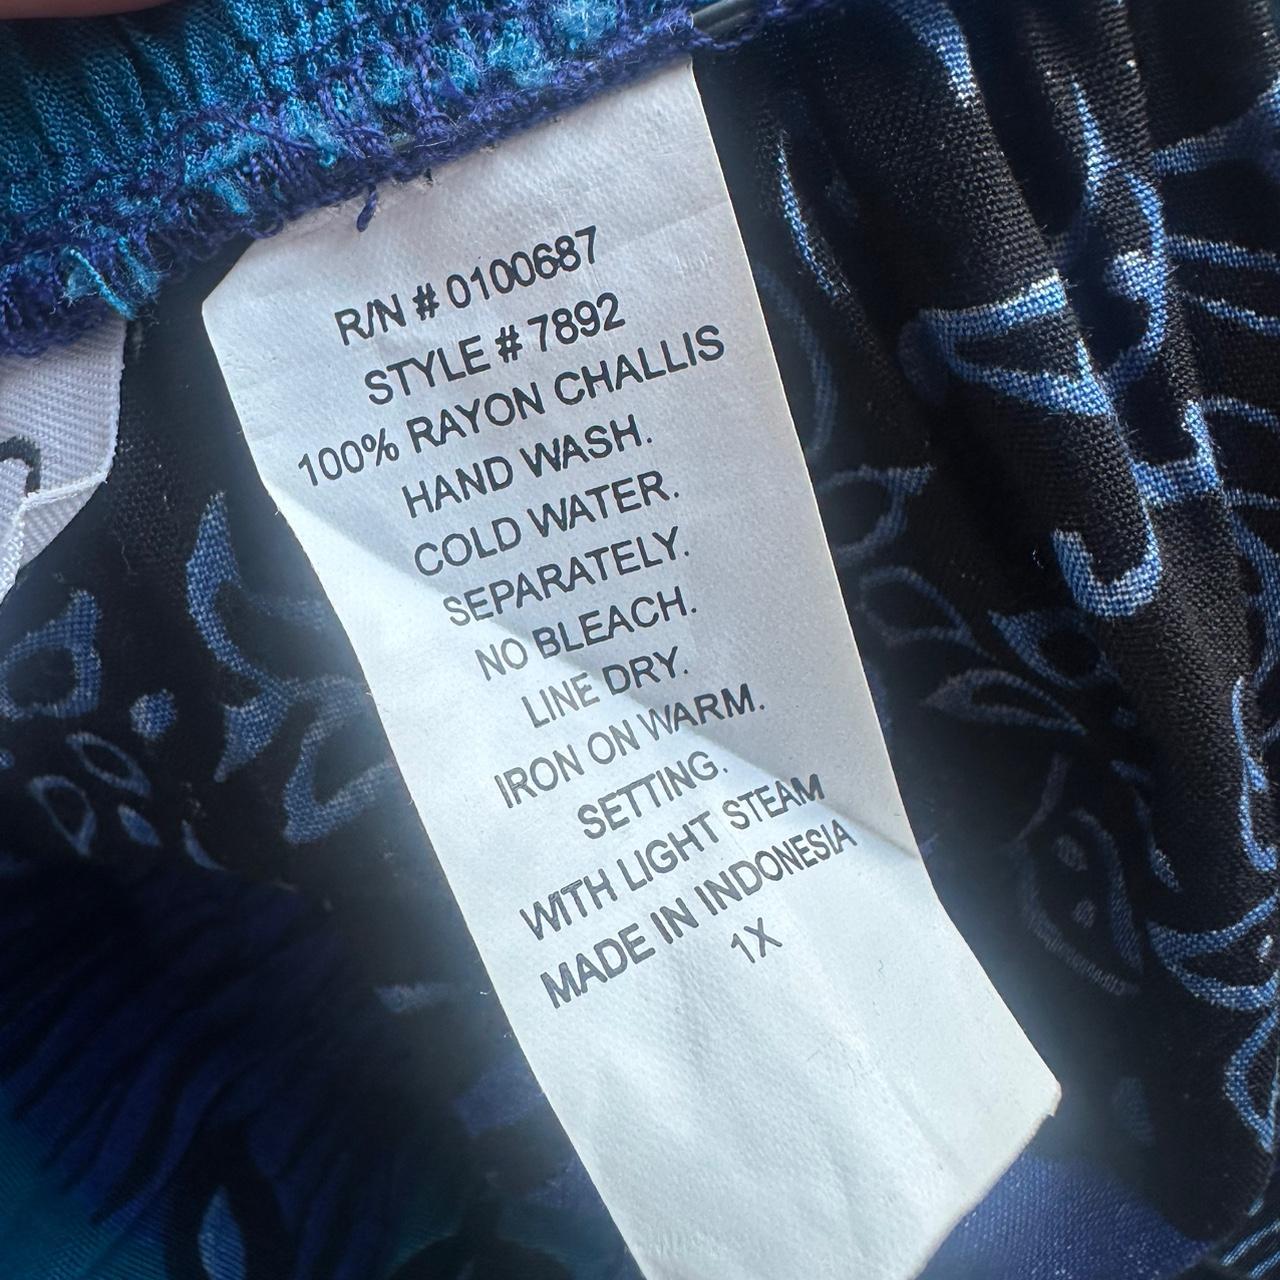 R/N # 0100687
STYLE # 7892
100% RAYON CHALLIS
HAND WASH.
COLD WATER.
SEPARATELY.
NO BLEACH.
LINE DRY.
IRON ON WARM.
SETTING.
WITH LIGHT STEAM
MADE IN INDONESIA
1X